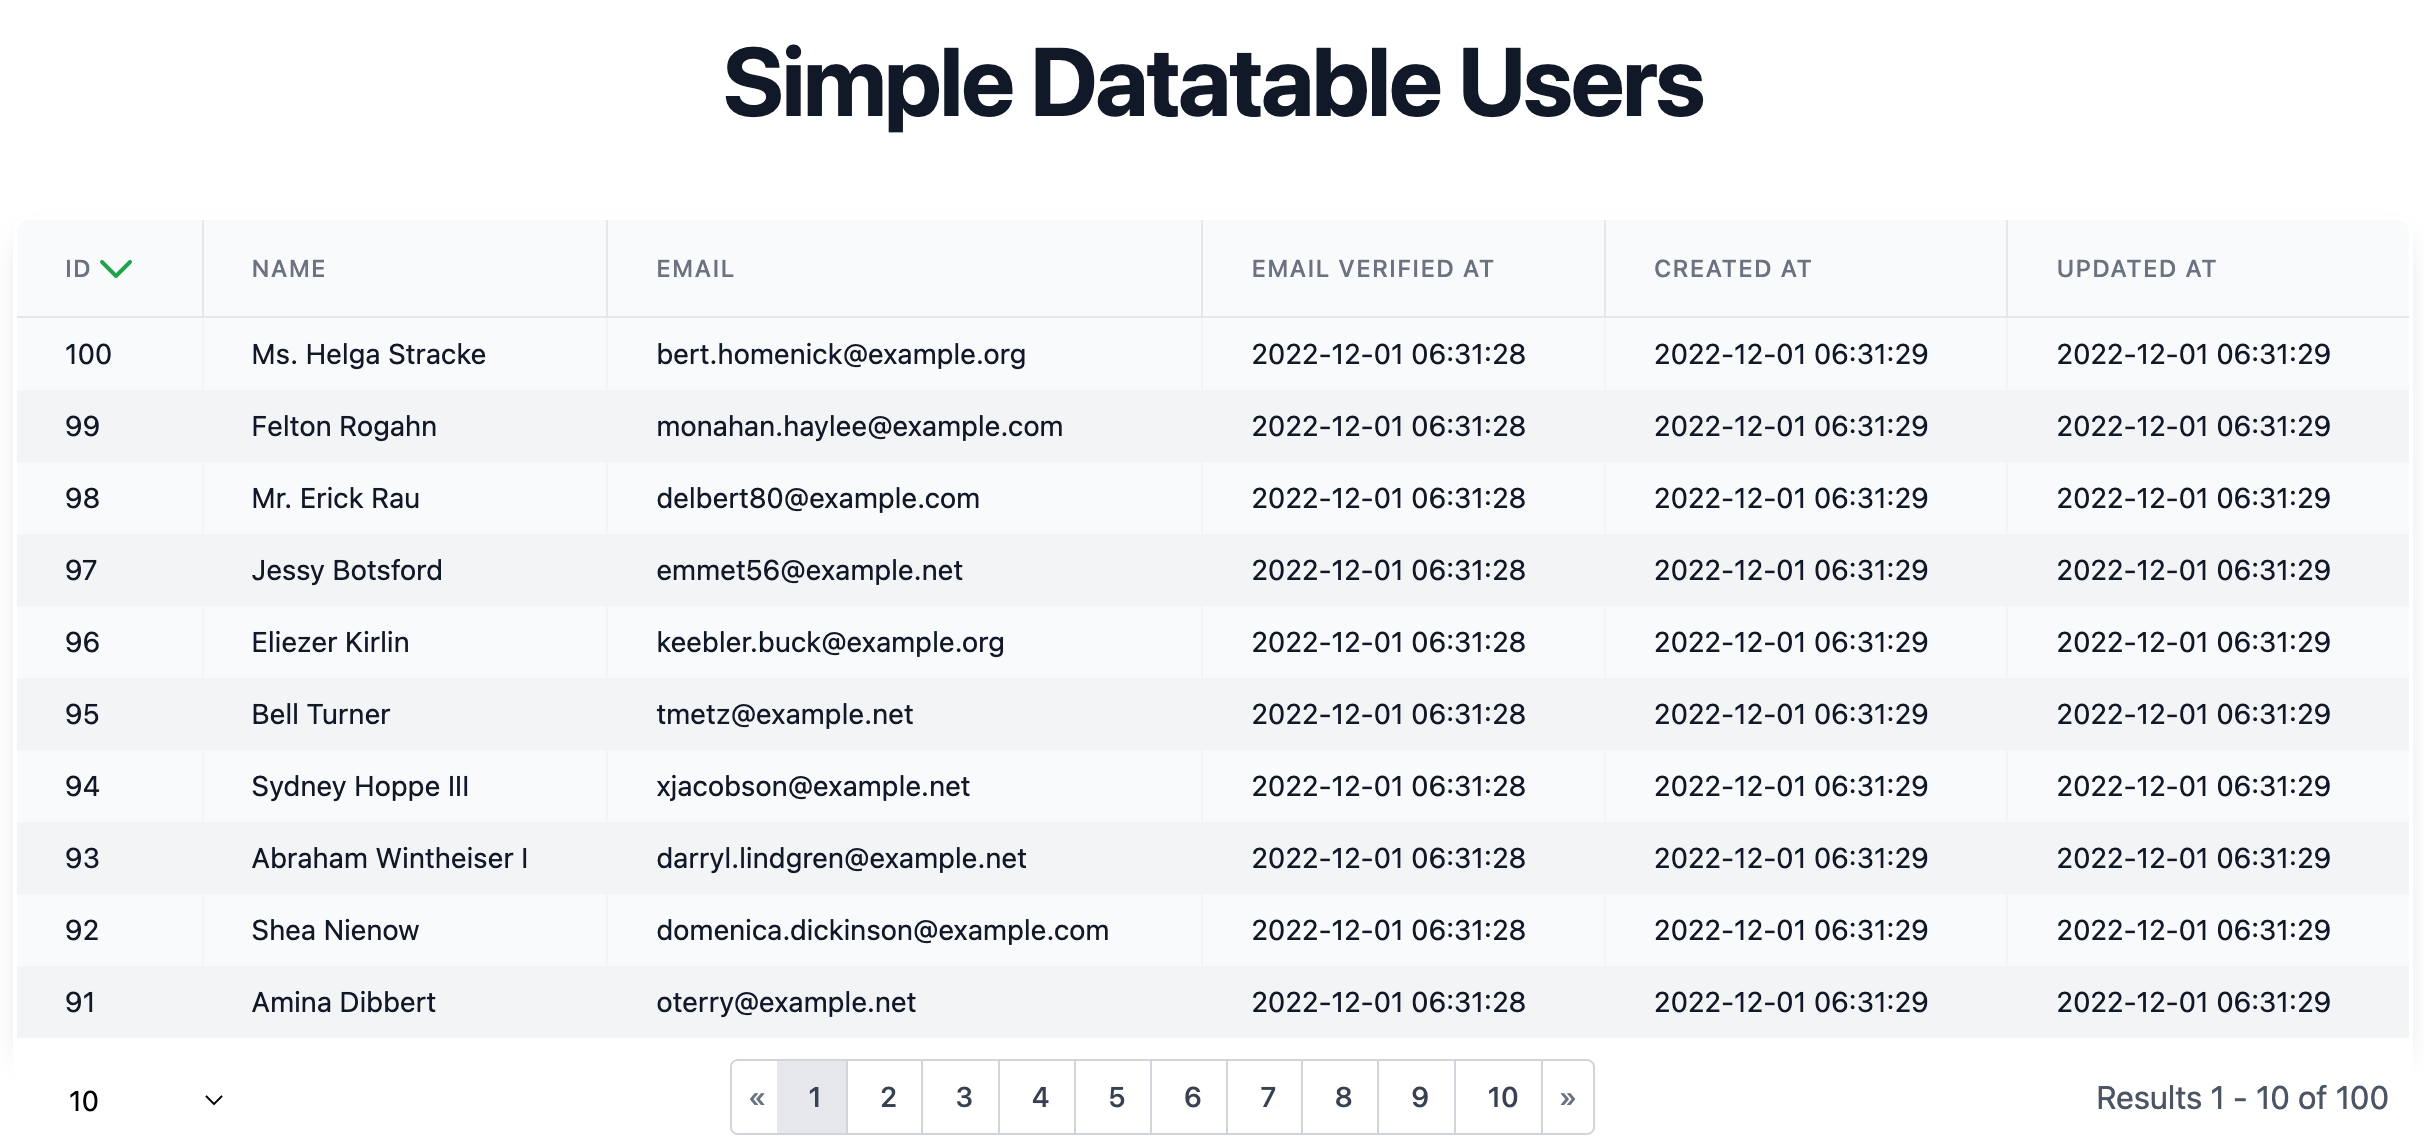 Simple Datatable Users
ID NAME EMAIL EMAIL VERIFIED AT CREATED AT UPDATED AT
100 Ms. Helga Stracke bert.homenick@example.org 2022-12-01 06:31:28 2022-12-01 06:31:29 2022-12-01 06:31:29
99 Felton Rogahn monahan.haylee@example.com 2022-12-01 06:31:28 2022-12-01 06:31:29 2022-12-01 06:31:29
98 Mr. Erick Rau delbert80@example.com 2022-12-01 06:31:28 2022-12-01 06:31:29 2022-12-01 06:31:29
97 Jessy Botsford emmet56@example.net 2022-12-01 06:31:28 2022-12-01 06:31:29 2022-12-01 06:31:29
96 Eliezer Kirlin keebler.buck@example.org 2022-12-01 06:31:28 2022-12-01 06:31:29 2022-12-01 06:31:29
95 Bell Turner tmetz@example.net 2022-12-01 06:31:28 2022-12-01 06:31:29 2022-12-01 06:31:29
94 Sydney Hoppe III xjacobson@example.net 2022-12-01 06:31:28 2022-12-01 06:31:29 2022-12-01 06:31:29
93 Abraham Wintheiser I darryl.lindgren@example.net 2022-12-01 06:31:28 2022-12-01 06:31:29 2022-12-01 06:31:29
92 Shea Nienow domenica.dickinson@example.com 2022-12-01 06:31:28 2022-12-01 06:31:29 2022-12-01 06:31:29
91 Amina Dibbert oterry@example.net 2022-12-01 06:31:28 2022-12-01 06:31:29 2022-12-01 06:31:29
10 « 1 2 3 4 5 6 7 8 9 10 » Results 1 - 10 of 100